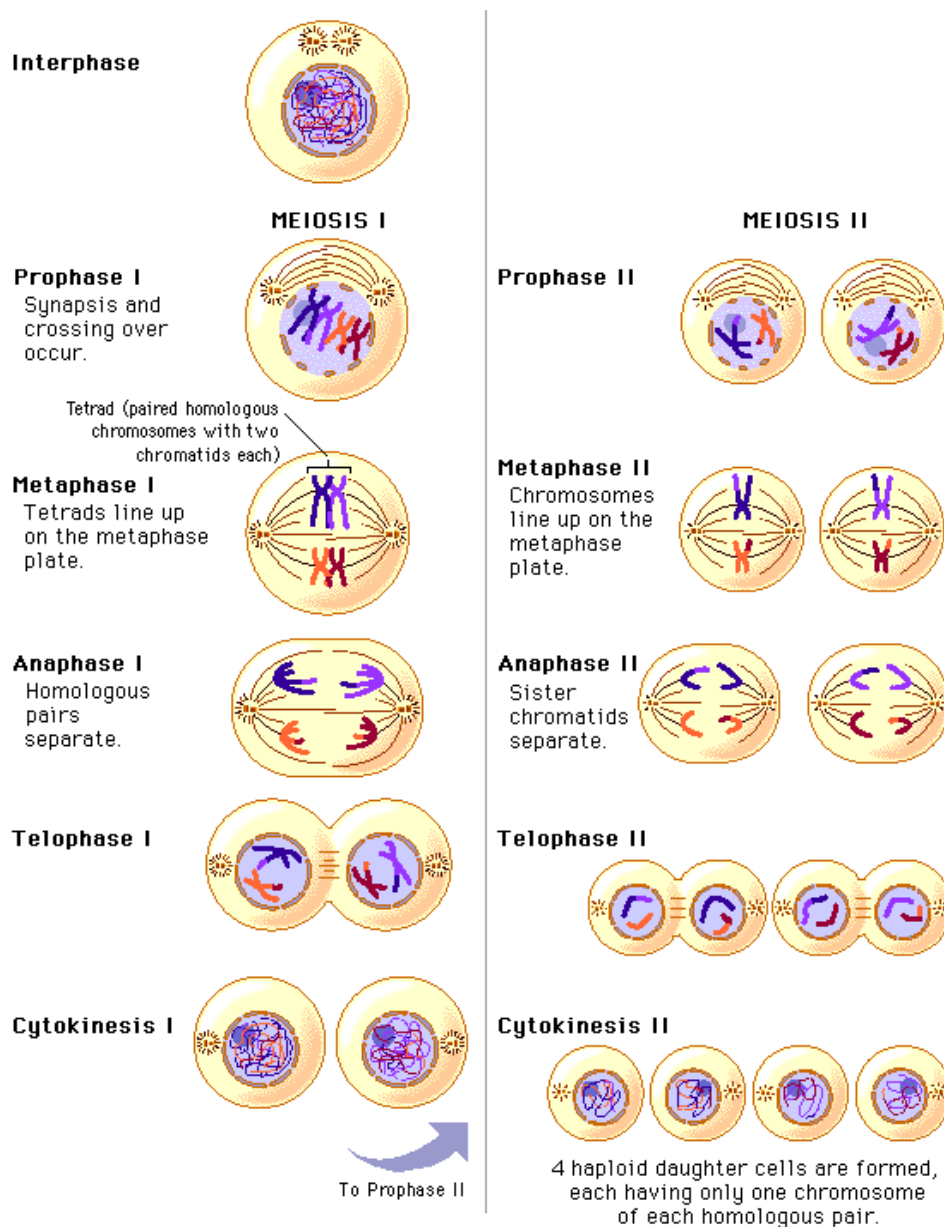 Interphase
MEIOSIS I
Prophase I
Synapsis and
crossing over
occur.
Tetrad (paired homologous
chromosomes with two
chromatids each)
Metaphase I
Tetrads line up
on the metaphase
plate.
Anaphase I
Homologous
pairs
separate.
Telophase I
Cytokinesis I
To Prophase II
MEIOSIS II
Prophase II
Metaphase II
Chromosomes
line up on the
metaphase
plate.
Anaphase II
Sister
chromatids
separate.
Telophase II
Cytokinesis II
4 haploid daughter cells are formed,
each having only one chromosome
of each homologous pair.